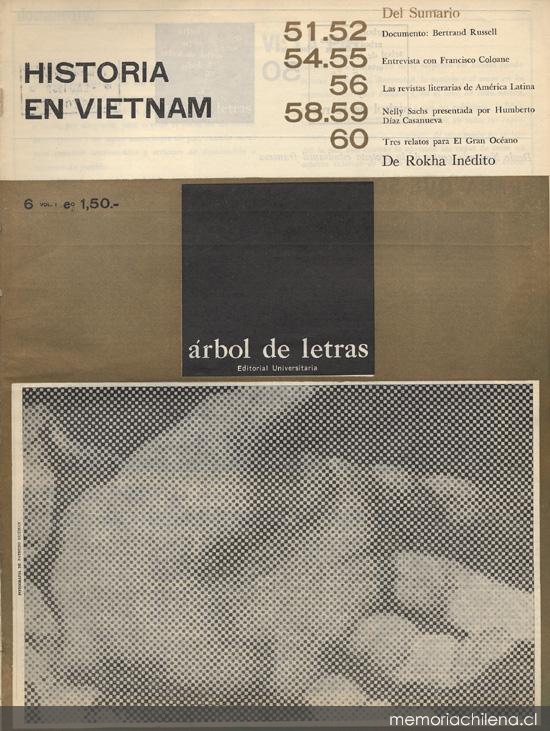 HISTORIA
EN VIETNAM
Del Sumario
51.52 Documento: Bertrand Russell
54.55 Entrevista con Francisco Coloane
56 Las revistas literarias de América Latina
58.59 Nelly Sachs presentada por Humberto
Díaz Casanueva
60 Tres relatos para El Gran Océano
De Rokha Inédito
6 VOL. I eº 1,50.-
árbol de letras
Editorial Universitaria
memoriachilena.cl